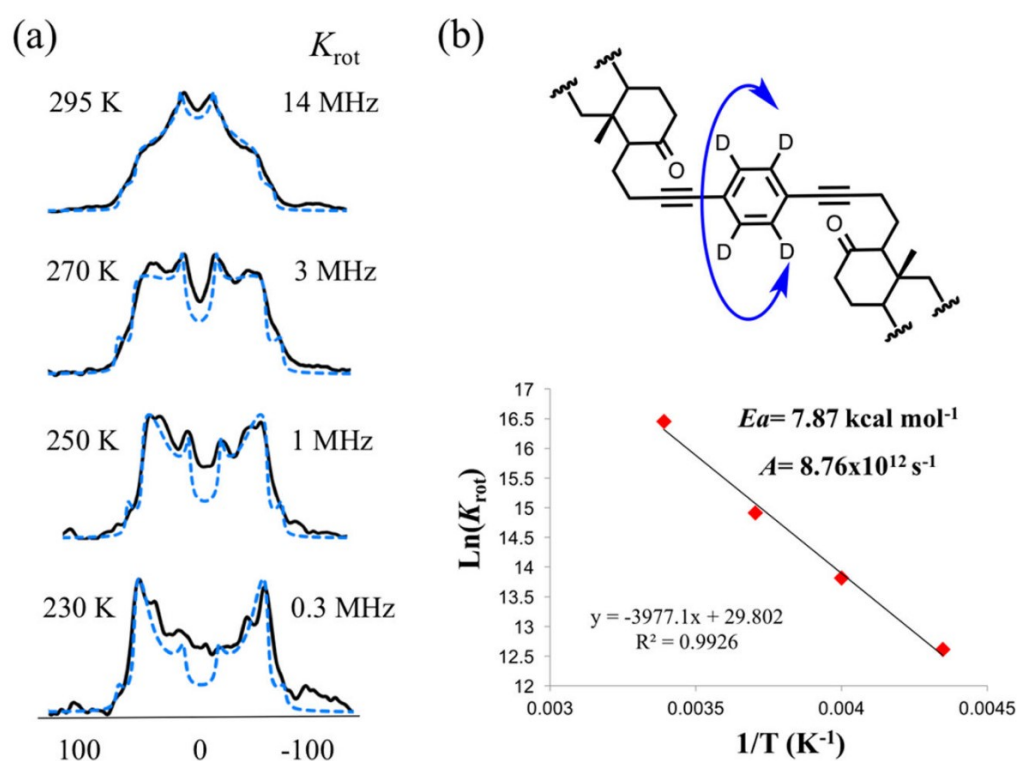 (a)
K_rot
295 K 14 MHz
270 K 3 MHz
250 K 1 MHz
230 K 0.3 MHz
100 0 -100
(b)
D D
O
O
D D
17
16.5
16
15.5
15
14.5
14
13.5
13
12.5
12
Ln(K_rot)
Ea= 7.87 kcal mol⁻¹
A= 8.76x10¹² s⁻¹
y = -3977.1x + 29.802
R² = 0.9926
0.003 0.0035 0.004 0.0045
1/T (K⁻¹)